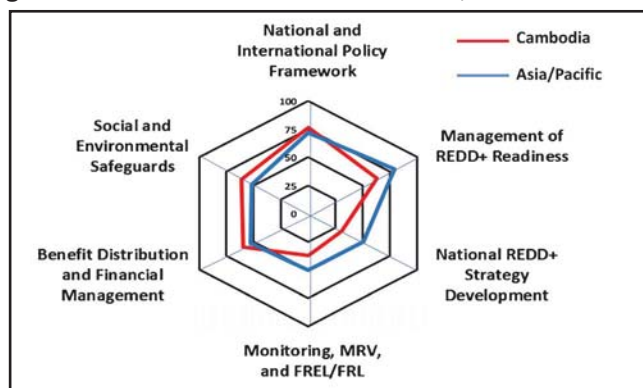 National and
International Policy
Framework
Cambodia
Asia/Pacific
100
75
50
25
0
Social and
Environmental
Safeguards
Management of
REDD+ Readiness
Benefit Distribution
and Financial
Management
National REDD+
Strategy
Development
Monitoring, MRV,
and FREL/FRL